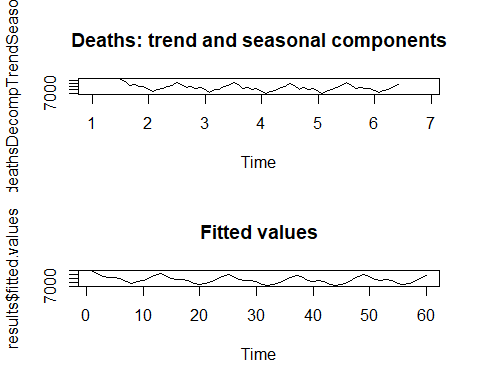 Deaths: trend and seasonal components
deathsDecompTrendSeaso
7000
1 2 3 4 5 6 7
Time
Fitted values
results$fitted.values
7000
0 10 20 30 40 50 60
Time